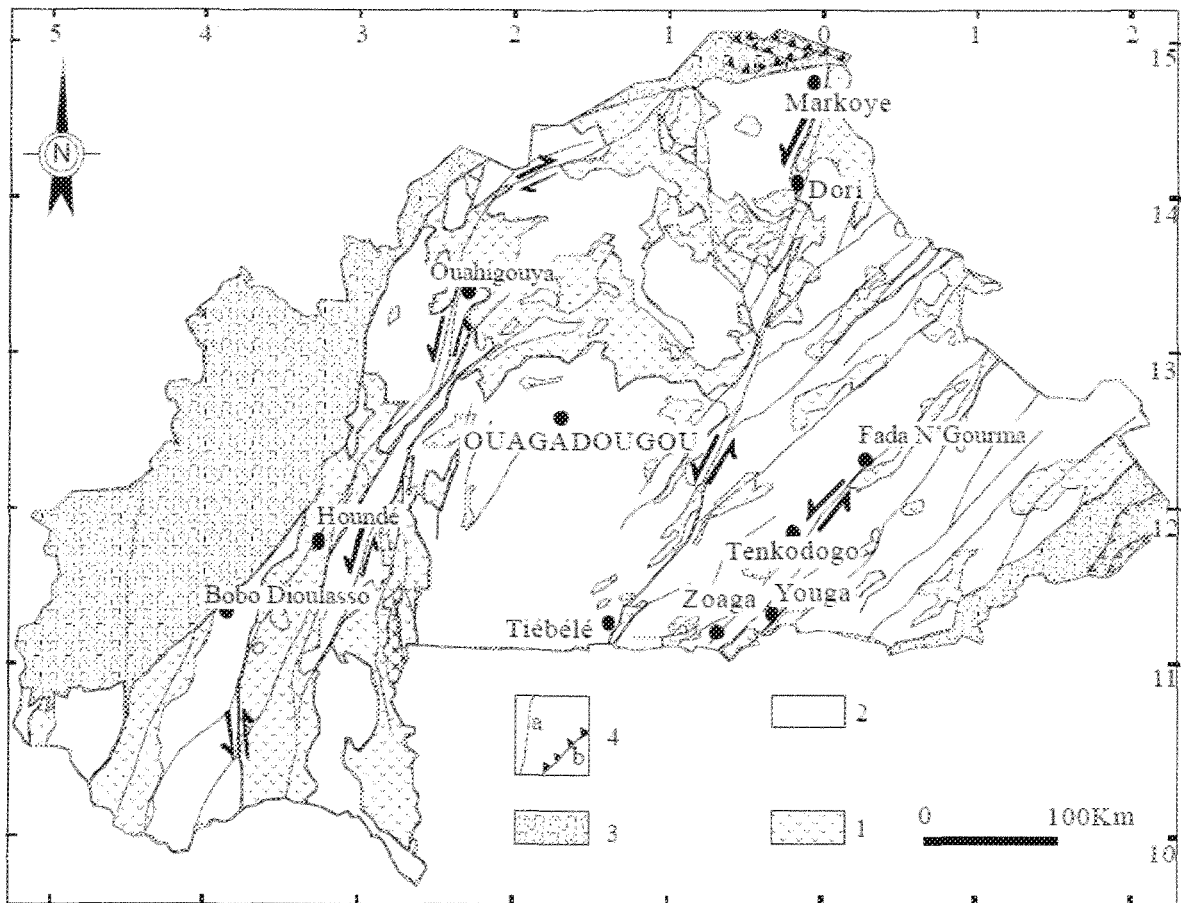 5 4 3 2 1 0 1 2
15
N
Markoye
Dori
14
Ouahigouya
13
OUAGADOUGOU
Fada N'Gourma
Houndé
12
Tenkodogo
Bobo Dioulasso
Zoaga
Youga
Tiébélé
11
a
b
4
2
3
1
0 100Km
10